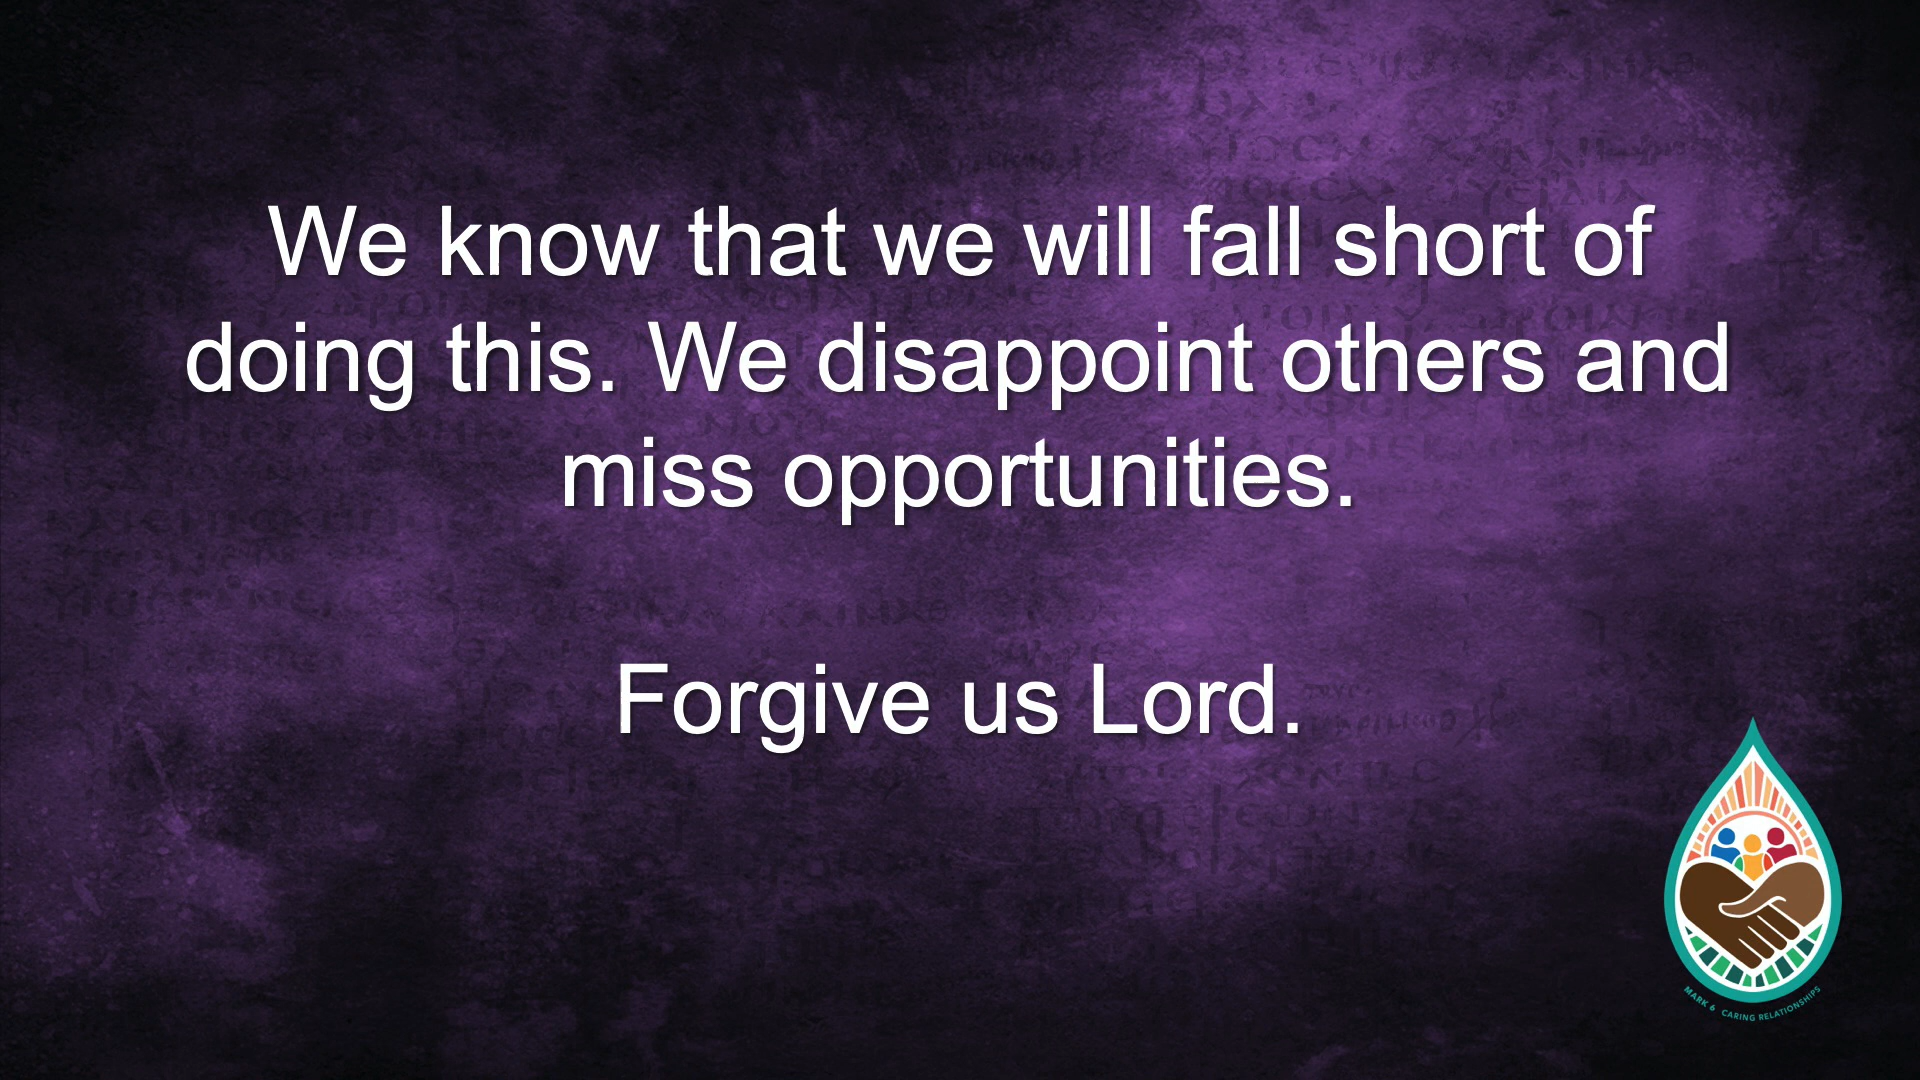 We know that we will fall short of
doing this. We disappoint others and
miss opportunities.
Forgive us Lord.
MARK 6 CARING RELATIONSHIPS